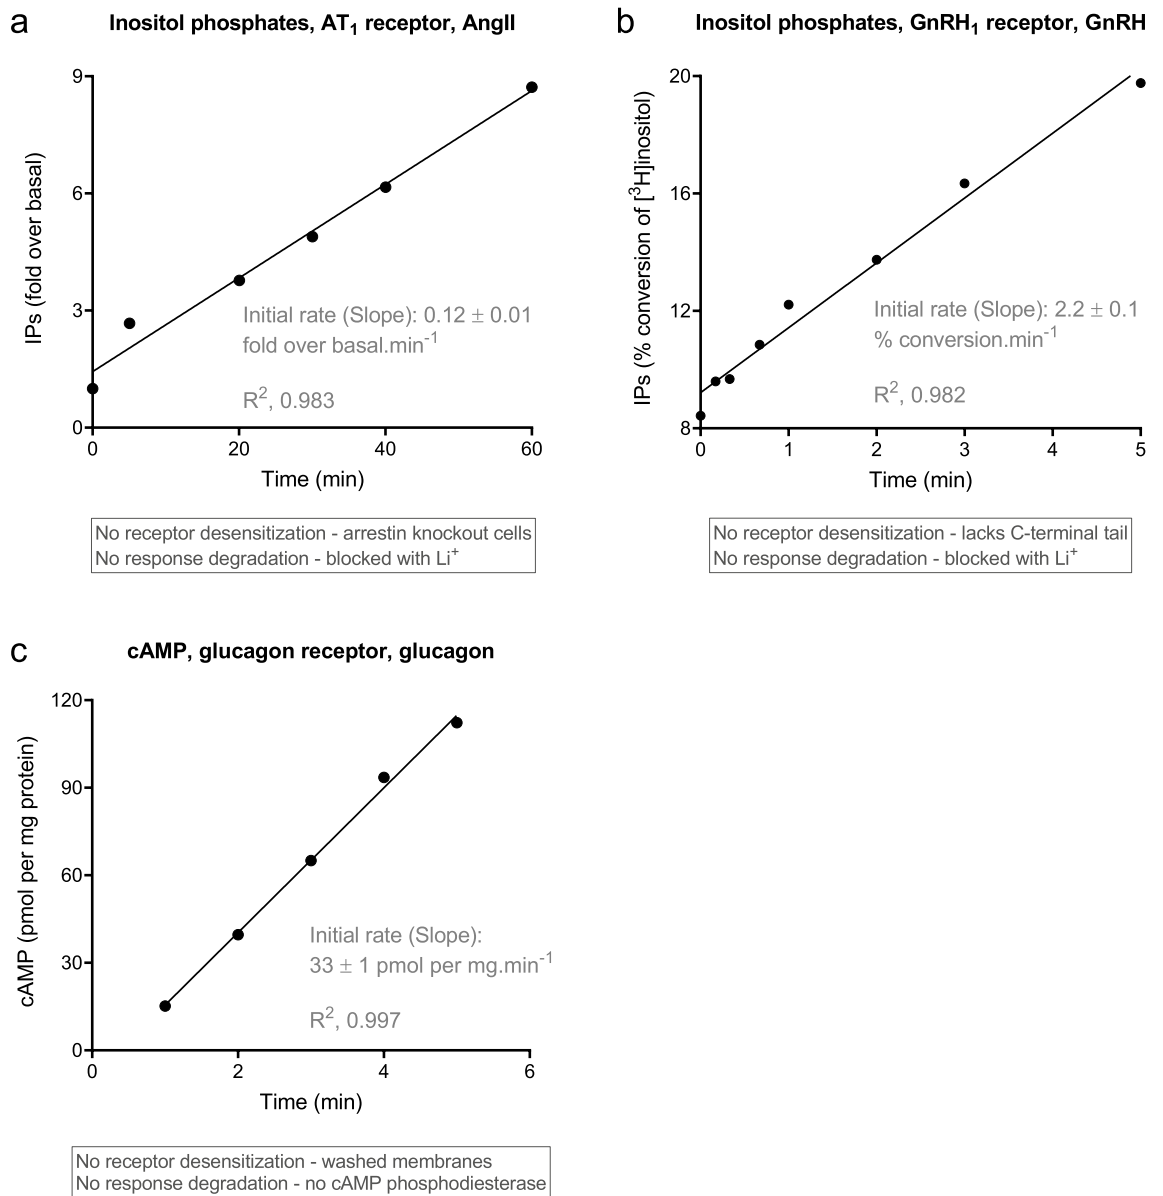 a
Inositol phosphates, AT1 receptor, AngII
IPs (fold over basal)
9
6
3
0
0 20 40 60
Time (min)
Initial rate (Slope): 0.12 ± 0.01
fold over basal.min-1
R2, 0.983
No receptor desensitization - arrestin knockout cells
No response degradation - blocked with Li+
b
Inositol phosphates, GnRH1 receptor, GnRH
IPs (% conversion of [3H]inositol)
20
16
12
8
0 1 2 3 4 5
Time (min)
Initial rate (Slope): 2.2 ± 0.1
% conversion.min-1
R2, 0.982
No receptor desensitization - lacks C-terminal tail
No response degradation - blocked with Li+
c
cAMP, glucagon receptor, glucagon
cAMP (pmol per mg protein)
120
90
60
30
0
0 2 4 6
Time (min)
Initial rate (Slope):
33 ± 1 pmol per mg.min-1
R2, 0.997
No receptor desensitization - washed membranes
No response degradation - no cAMP phosphodiesterase